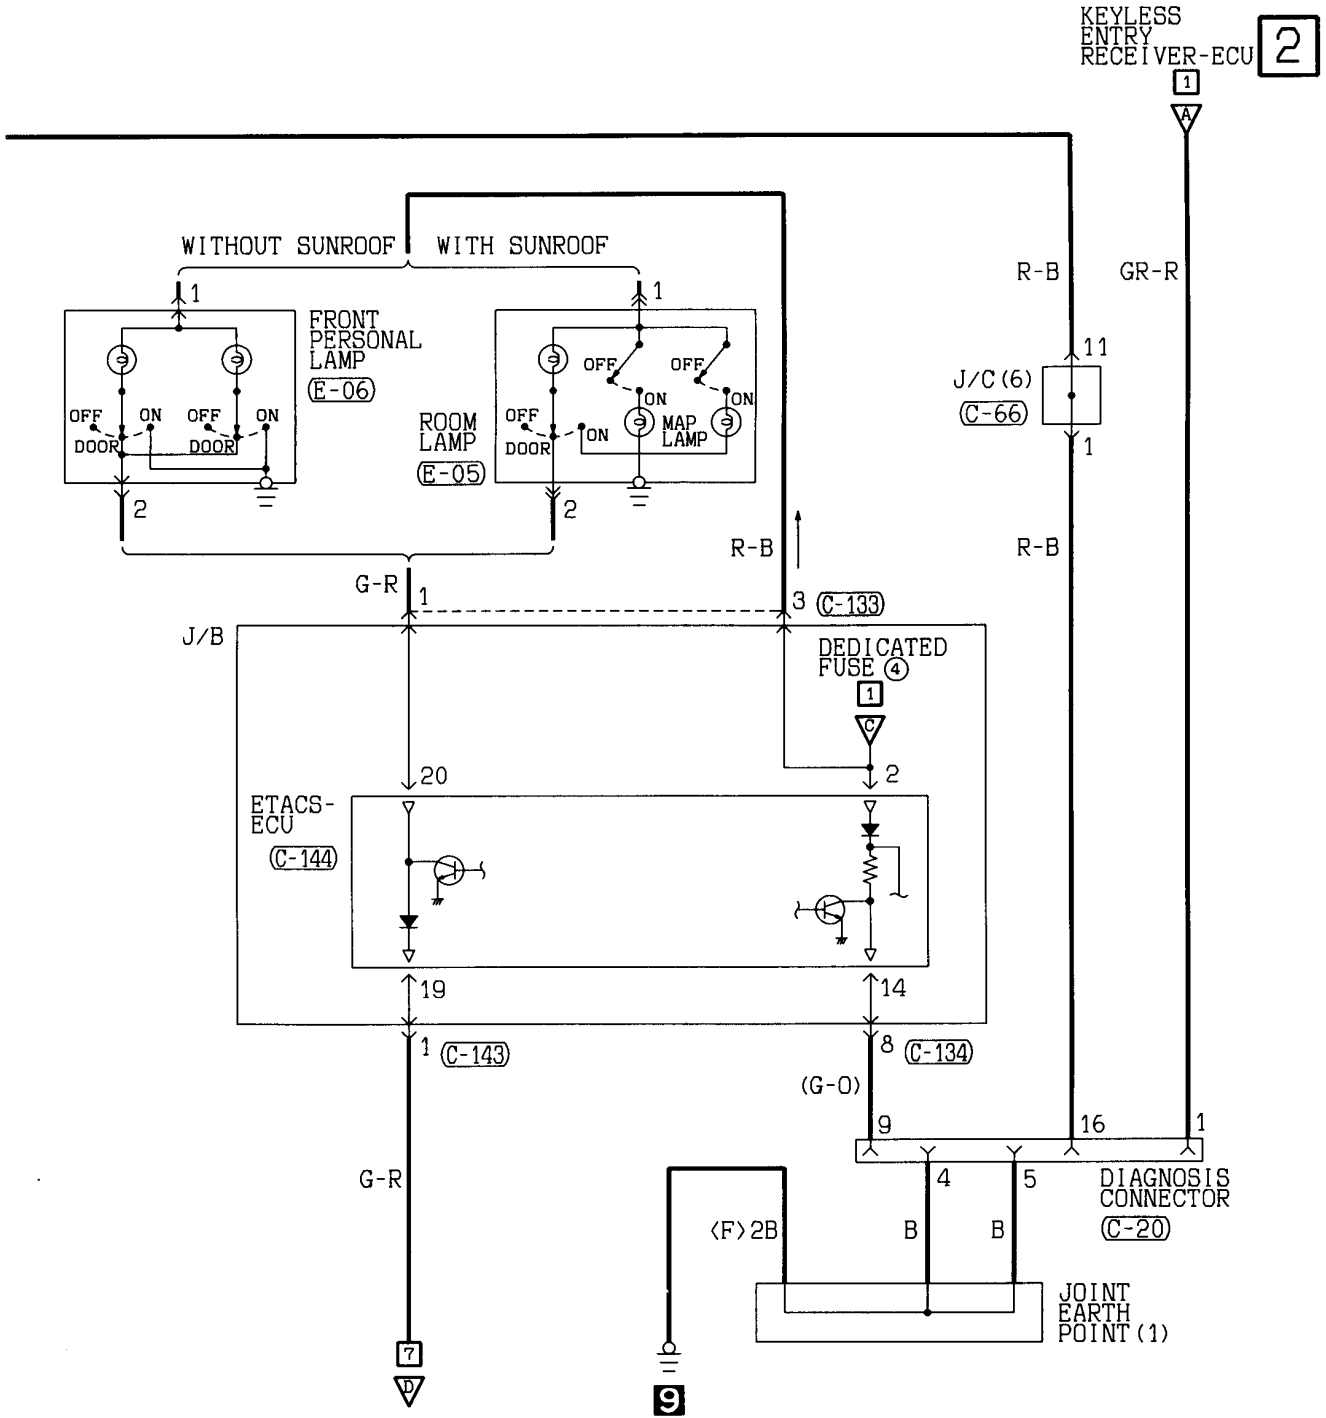 KEYLESS
ENTRY
RECEIVER-ECU
2
1
A
WITHOUT SUNROOF
WITH SUNROOF
R-B
GR-R
1
1
FRONT
PERSONAL
LAMP
E-06
OFF
ON
OFF
ON
DOOR
DOOR
2
ROOM
LAMP
E-05
OFF
OFF
ON
ON
OFF
ON
DOOR
MAP
LAMP
2
11
J/C(6)
C-66
1
R-B
R-B
G-R
1
3
C-133
J/B
DEDICATED
FUSE ④
1
C
20
2
ETACS-
ECU
C-144
19
14
1
C-143
8
C-134
(G-O)
9
16
1
G-R
4
5
DIAGNOSIS
CONNECTOR
C-20
<F>2B
B
B
JOINT
EARTH
POINT(1)
7
D
9